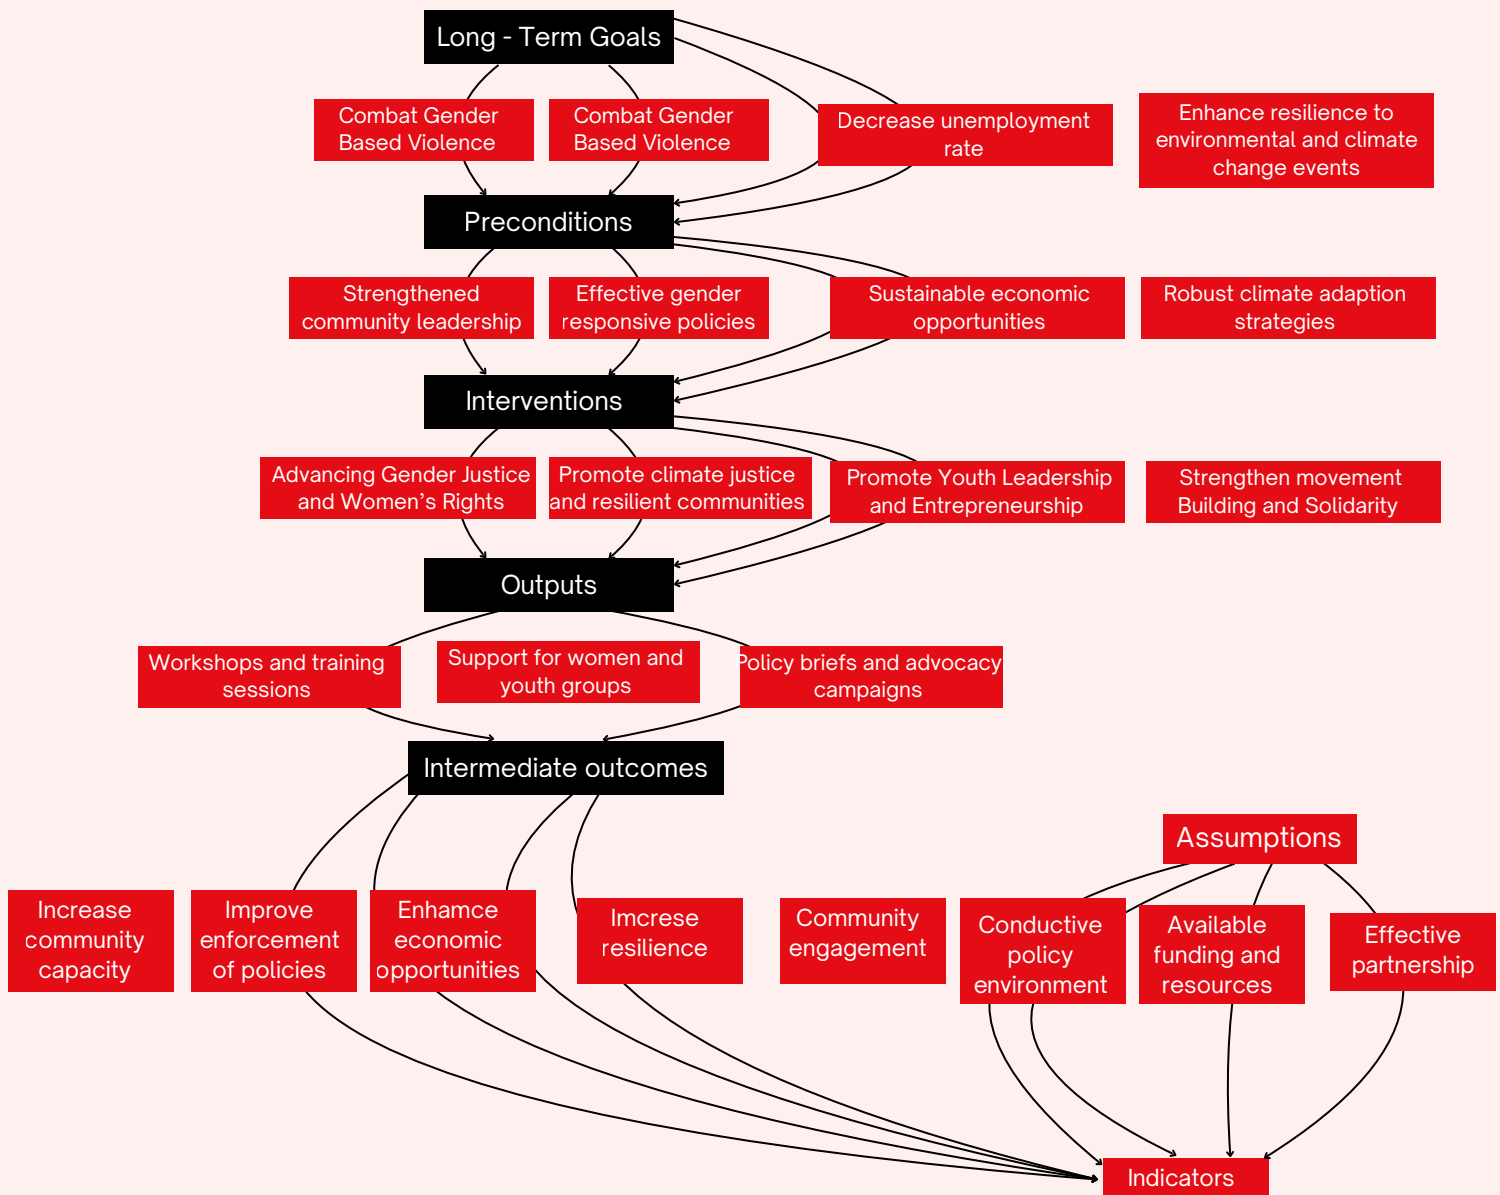 Long - Term Goals
Combat Gender
Based Violence
Combat Gender
Based Violence
Decrease unemployment
rate
Enhance resilience to
environmental and climate
change events
Preconditions
Strengthened
community leadership
Effective gender
responsive policies
Sustainable economic
opportunities
Robust climate adaption
strategies
Interventions
Advancing Gender Justice
and Women's Rights
Promote climate justice
and resilient communities
Promote Youth Leadership
and Entrepreneurship
Strengthen movement
Building and Solidarity
Outputs
Workshops and training
sessions
Support for women and
youth groups
Policy briefs and advocacy
campaigns
Intermediate outcomes
Assumptions
Increase
community
capacity
Improve
enforcement
of policies
Enhamce
economic
opportunities
Imcrese
resilience
Community
engagement
Conductive
policy
environment
Available
funding and
resources
Effective
partnership
Indicators